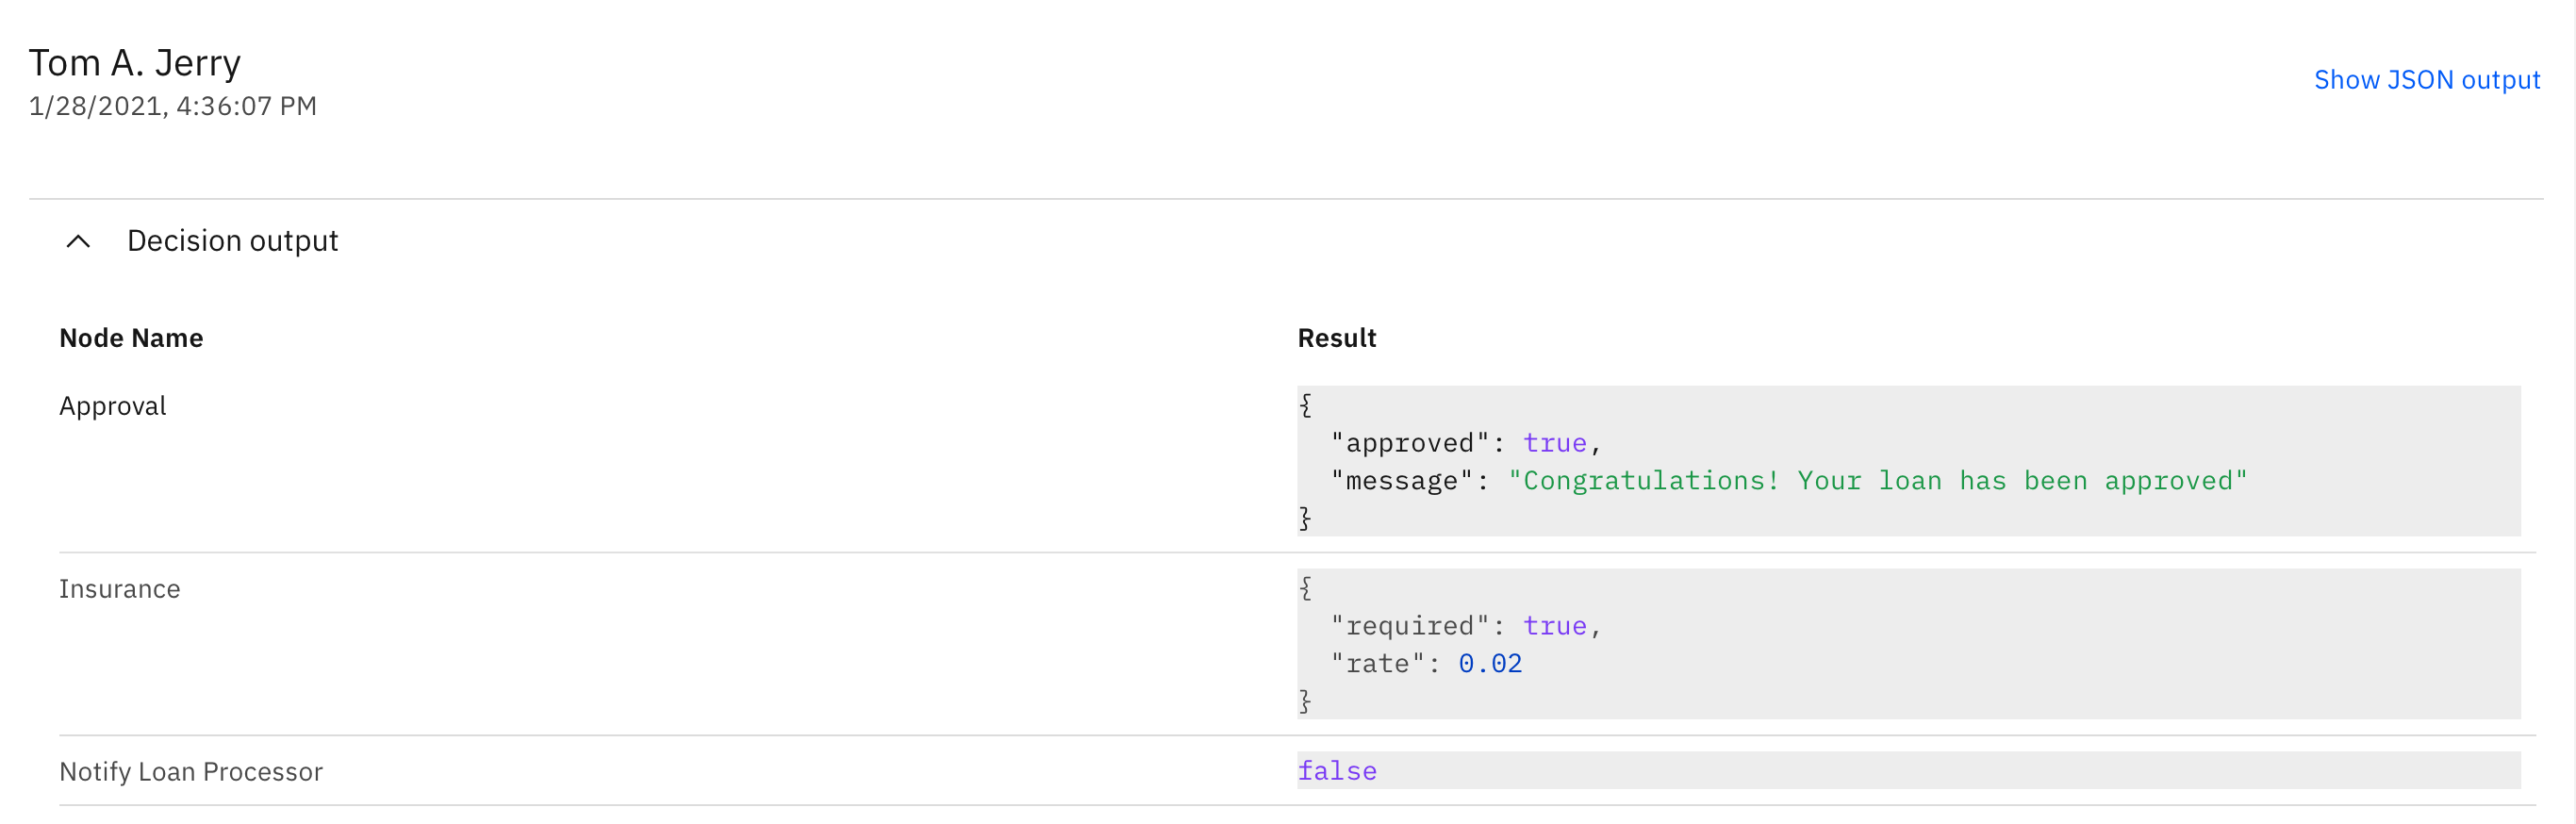 Tom A. Jerry
Show JSON output
1/28/2021, 4:36:07 PM
Decision output
Node Name Result
Approval {
"approved": true,
"message": "Congratulations! Your loan has been approved"
}
Insurance {
"required": true,
"rate": 0.02
}
Notify Loan Processor false